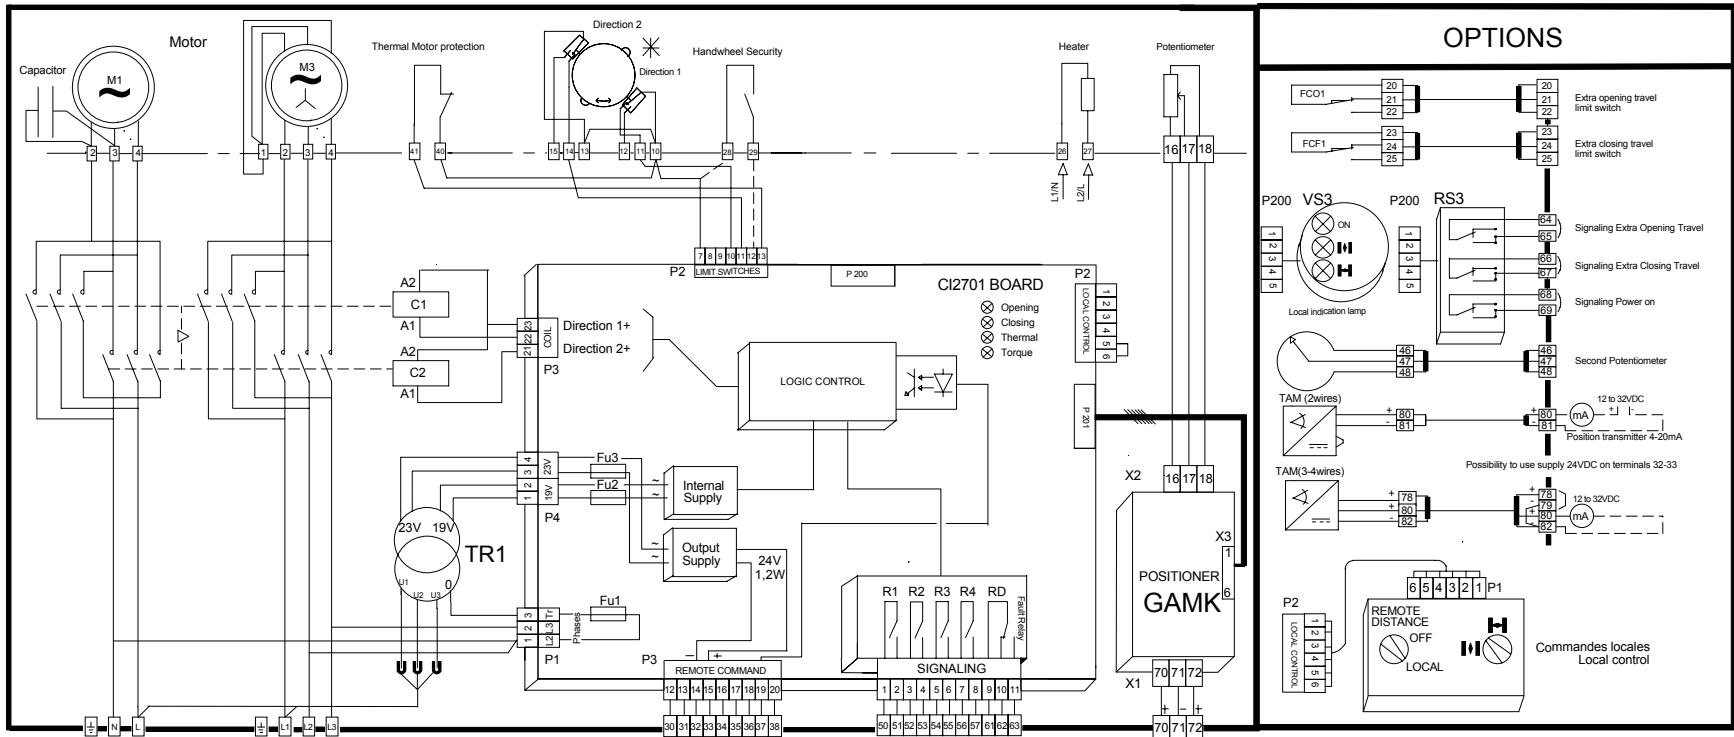 Motor
Capacitor
M1
M3
Thermal Motor protection
Direction 2
Direction 1
Handwheel Security
Heater
Potentiometer
2 3 4
1 2 3 4
41 40
15 14 13 12 11 10
28 29
26 27
16 17 18
L1/N L2/L
P2
7 8 9 10 11 12 13
LIMIT SWITCHES
P 200
CI2701 BOARD
Opening
Closing
Thermal
Torque
P2
LOCAL CONTROL
1 2 3 4 5 6
P 201
A2
C1
A1
A2
C2
A1
23 22 21
COIL
P3
Direction 1+
Direction 2+
LOGIC CONTROL
4 3 2 1
23V
19V
P4
Fu3
Fu2
~
~
Internal
Supply
~
~
Output
Supply
24V
1,2W
23V 19V
TR1
U1 U2 U3 0
3 2 1
Tr
L3
L2
Phases
P1
Fu1
R1 R2 R3 R4 RD
Fault Relay
P3
– +
REMOTE COMMAND
12 13 14 15 16 17 18 19 20
30 31 32 33 34 35 36 37 38
SIGNALING
1 2 3 4 5 6 7 8 9 10 11
50 51 52 53 54 55 56 57 61 62 63
X2
16 17 18
X3
1
6
POSITIONER
GAMK
X1
70 71 72
+ – +
70 71 72
N L
L1 L2 L3
OPTIONS
FCO1
20 21 22
20 21 22
Extra opening travel
limit switch
FCF1
23 24 25
23 24 25
Extra closing travel
limit switch
P200 VS3
1 2 3 4 5
ON
Local indication lamp
P200 RS3
1 2 3 4 5
64 65
Signaling Extra Opening Travel
66 67
Signaling Extra Closing Travel
68 69
Signaling Power on
46 47 48
46 47 48
Second Potentiometer
TAM (2wires)
+ 80
- 81
+ 80
- 81
mA
12 to 32VDC
+ -
Position transmitter 4-20mA
Possibility to use supply 24VDC on terminals 32-33
TAM(3-4wires)
+ 78
+ 80
- 82
+ 78
- 79
+ 80
- 82
mA
12 to 32VDC
P2
LOCAL CONTROL
1 2 3 4 5 6
6 5 4 3 2 1 P1
REMOTE
DISTANCE
OFF
LOCAL
Commandes locales
Local control